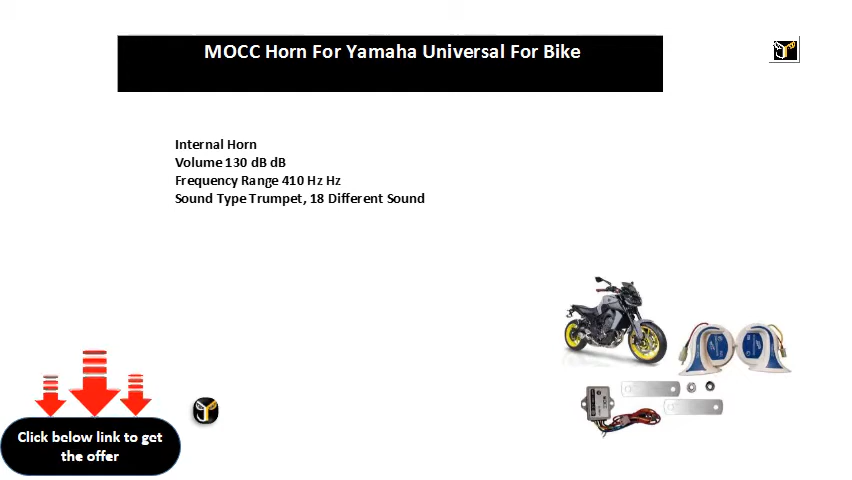 MOCC Horn For Yamaha Universal For Bike
Internal Horn
Volume 130 dB dB
Frequency Range 410 Hz Hz
Sound Type Trumpet, 18 Different Sound
Click below link to get
the offer